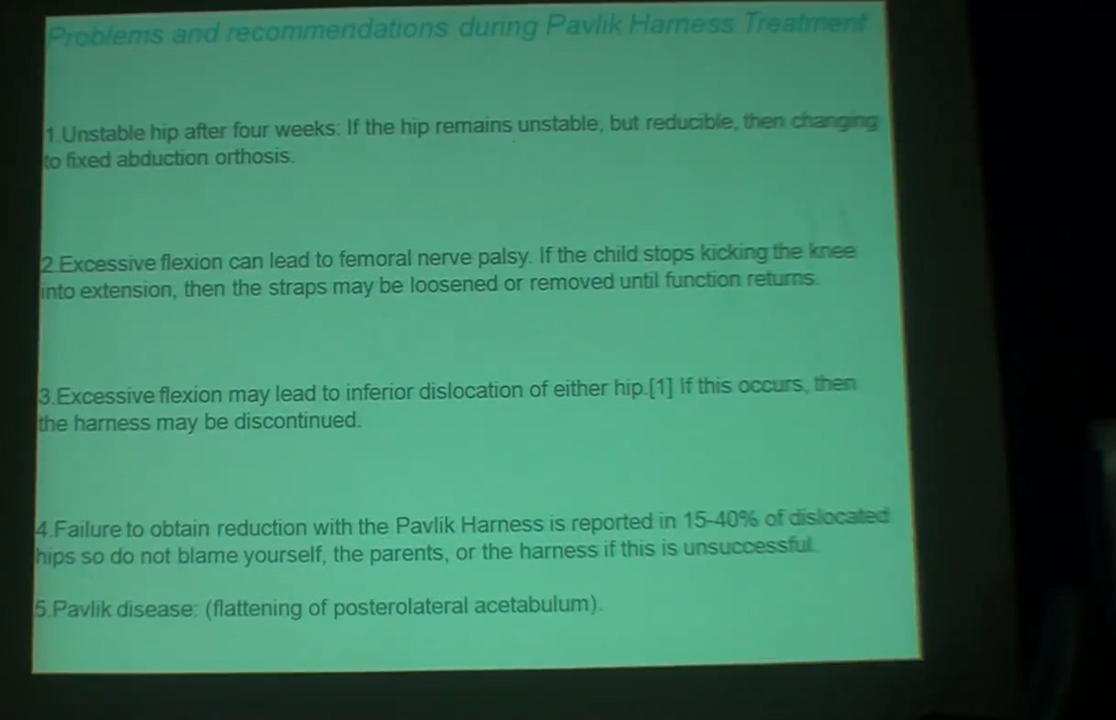 Problems and recommendations during Pavlik Harness Treatment
1.Unstable hip after four weeks: If the hip remains unstable, but reducible, then changing
to fixed abduction orthosis.
2.Excessive flexion can lead to femoral nerve palsy. If the child stops kicking the knee
into extension, then the straps may be loosened or removed until function returns.
3.Excessive flexion may lead to inferior dislocation of either hip.[1] If this occurs, then
the harness may be discontinued.
4.Failure to obtain reduction with the Pavlik Harness is reported in 15-40% of dislocated
hips so do not blame yourself, the parents, or the harness if this is unsuccessful.
5.Pavlik disease: (flattening of posterolateral acetabulum).